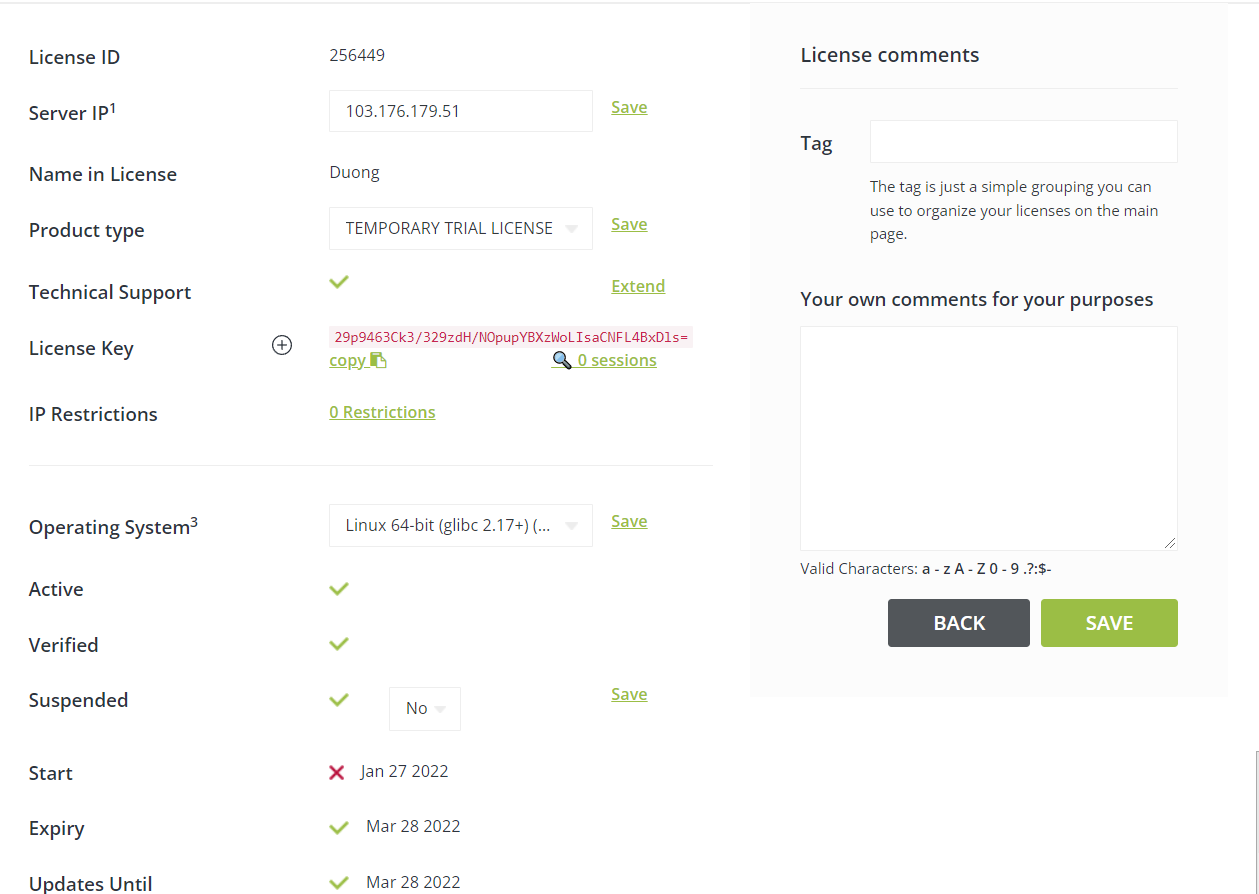 License ID
256449
Server IP1
103.176.179.51
Save
Name in License
Duong
Product type
TEMPORARY TRIAL LICENSE
Save
Technical Support
Extend
License Key
29p9463Ck3/329zdH/NOpupYBXzWoLIsaCNFL4BxDls=
copy
0 sessions
IP Restrictions
0 Restrictions
Operating System3
Linux 64-bit (glibc 2.17+) (...
Save
Active
Verified
Suspended
No
Save
Start
Jan 27 2022
Expiry
Mar 28 2022
Updates Until
Mar 28 2022
License comments
Tag
The tag is just a simple grouping you can
use to organize your licenses on the main
page.
Your own comments for your purposes
Valid Characters: a - z A - Z 0 - 9 .?:$-
BACK
SAVE